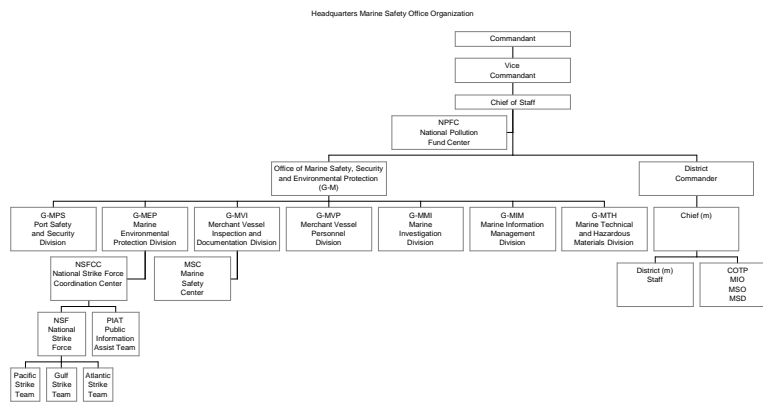 Headquarters Marine Safety Office Organization
Commandant
Vice
Commandant
Chief of Staff
NPFC
National Pollution
Fund Center
Office of Marine Safety, Security
and Environmental Protection
(G-M)
District
Commander
G-MPS
Port Safety
and Security
Division
G-MEP
Marine
Environmental
Protection Division
G-MVI
Merchant Vessel
Inspection and
Documentation Division
G-MVP
Merchant Vessel
Personnel
Division
G-MMI
Marine
Investigation
Division
G-MIM
Marine Information
Management
Division
G-MTH
Marine Technical
and Hazardous
Materials Division
Chief (m)
NSFCC
National Strike Force
Coordination Center
MSC
Marine
Safety
Center
District (m)
Staff
COTP
MIO
MSO
MSD
NSF
National
Strike
Force
PIAT
Public
Information
Assist Team
Pacific
Strike
Team
Gulf
Strike
Team
Atlantic
Strike
Team